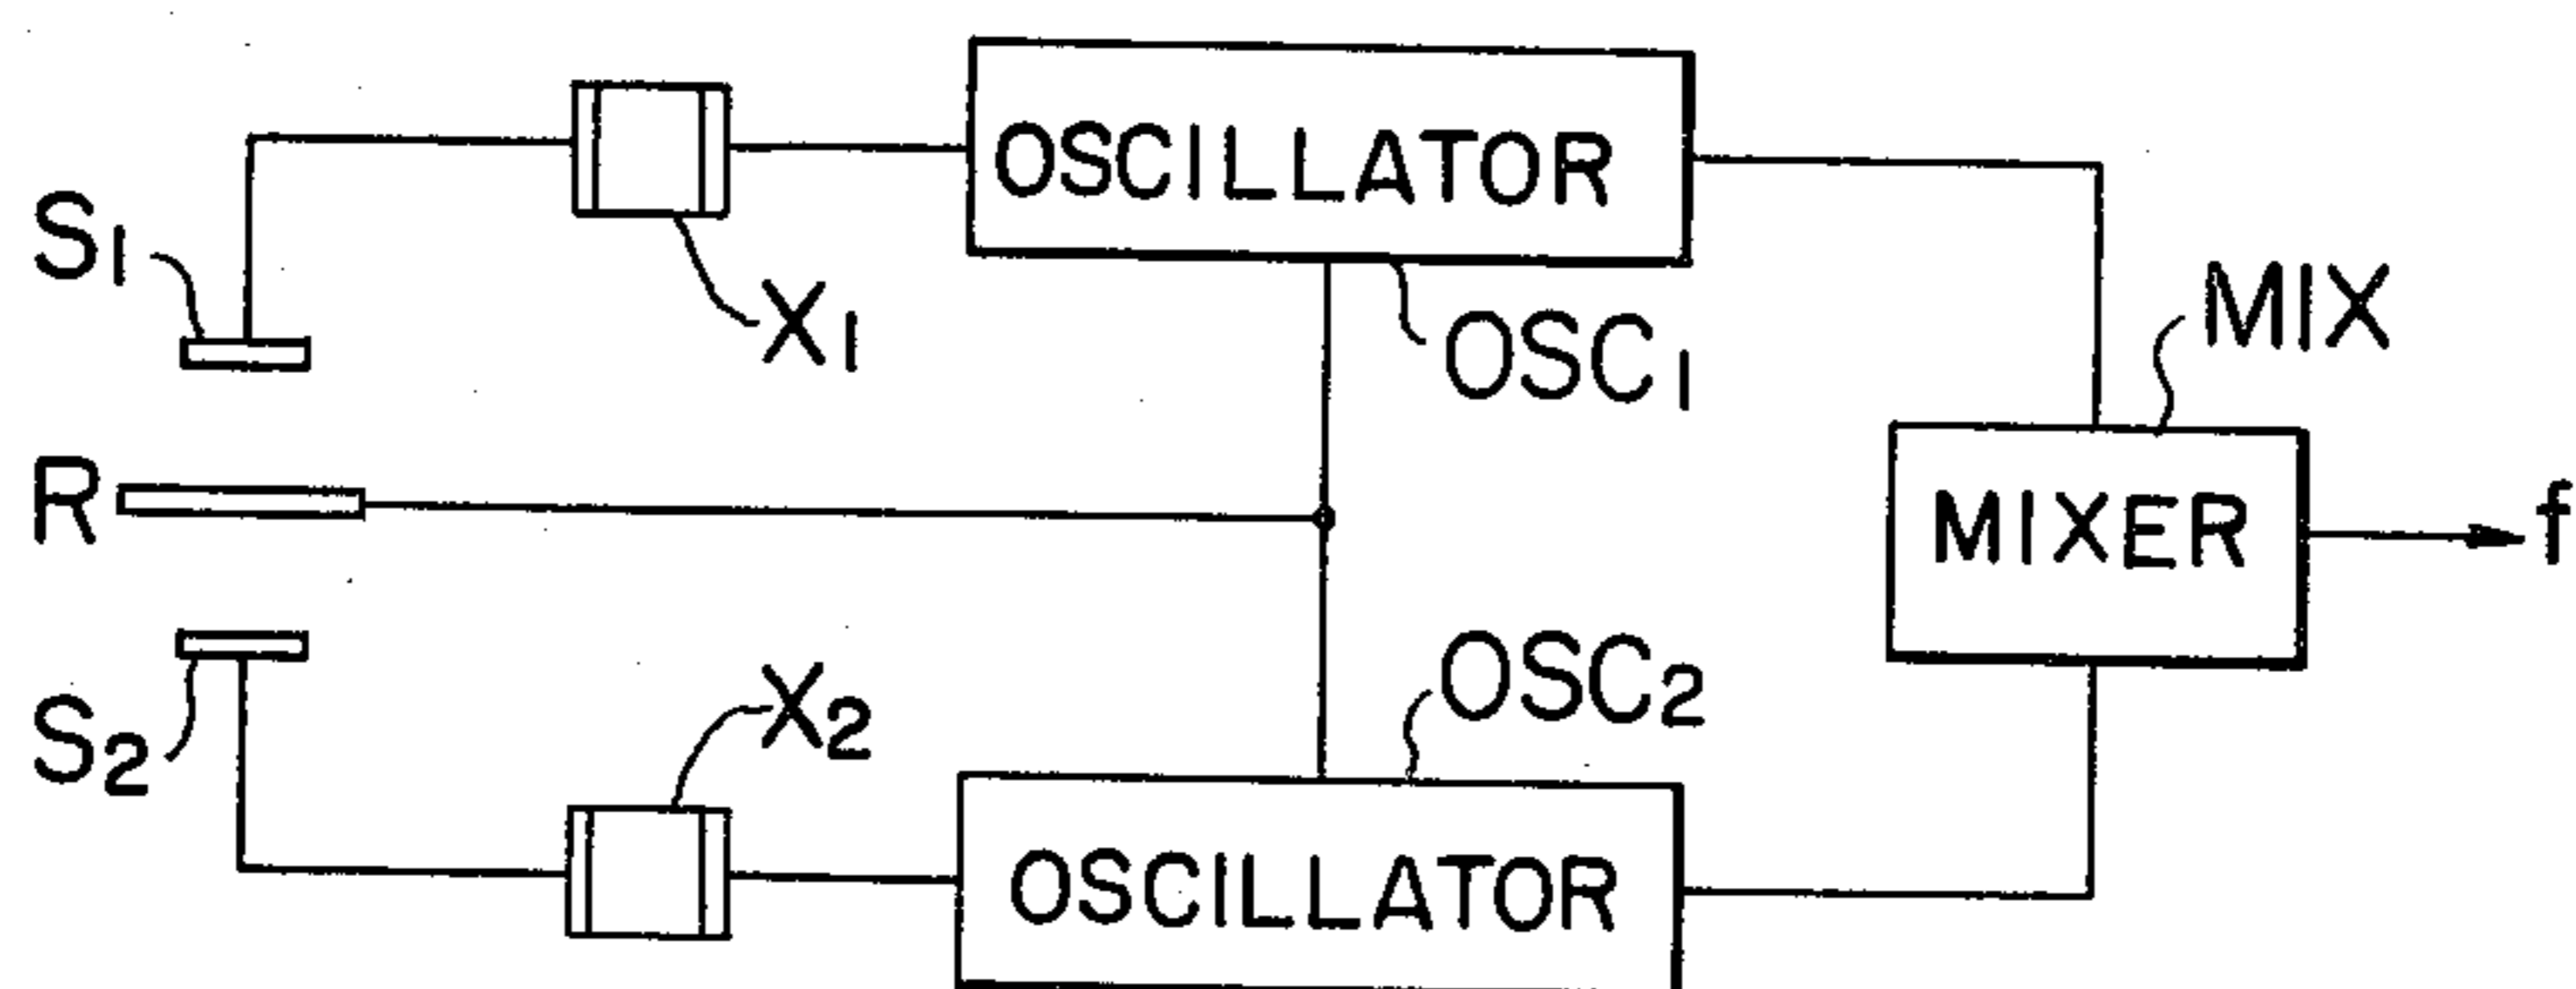 OSCILLATOR
S1
X1
OSC1
MIX
R
MIXER
f
S2
X2
OSC2
OSCILLATOR